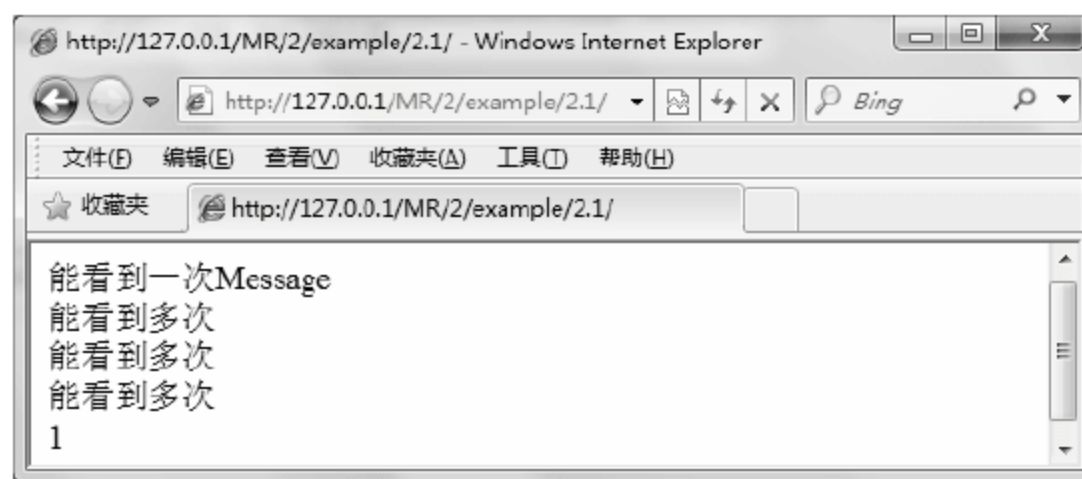 http://127.0.0.1/MR/2/example/2.1/ - Windows Internet Explorer
http://127.0.0.1/MR/2/example/2.1/ Bing
文件(F) 编辑(E) 查看(V) 收藏夹(A) 工具(T) 帮助(H)
收藏夹 http://127.0.0.1/MR/2/example/2.1/
能看到一次Message
能看到多次
能看到多次
能看到多次
1